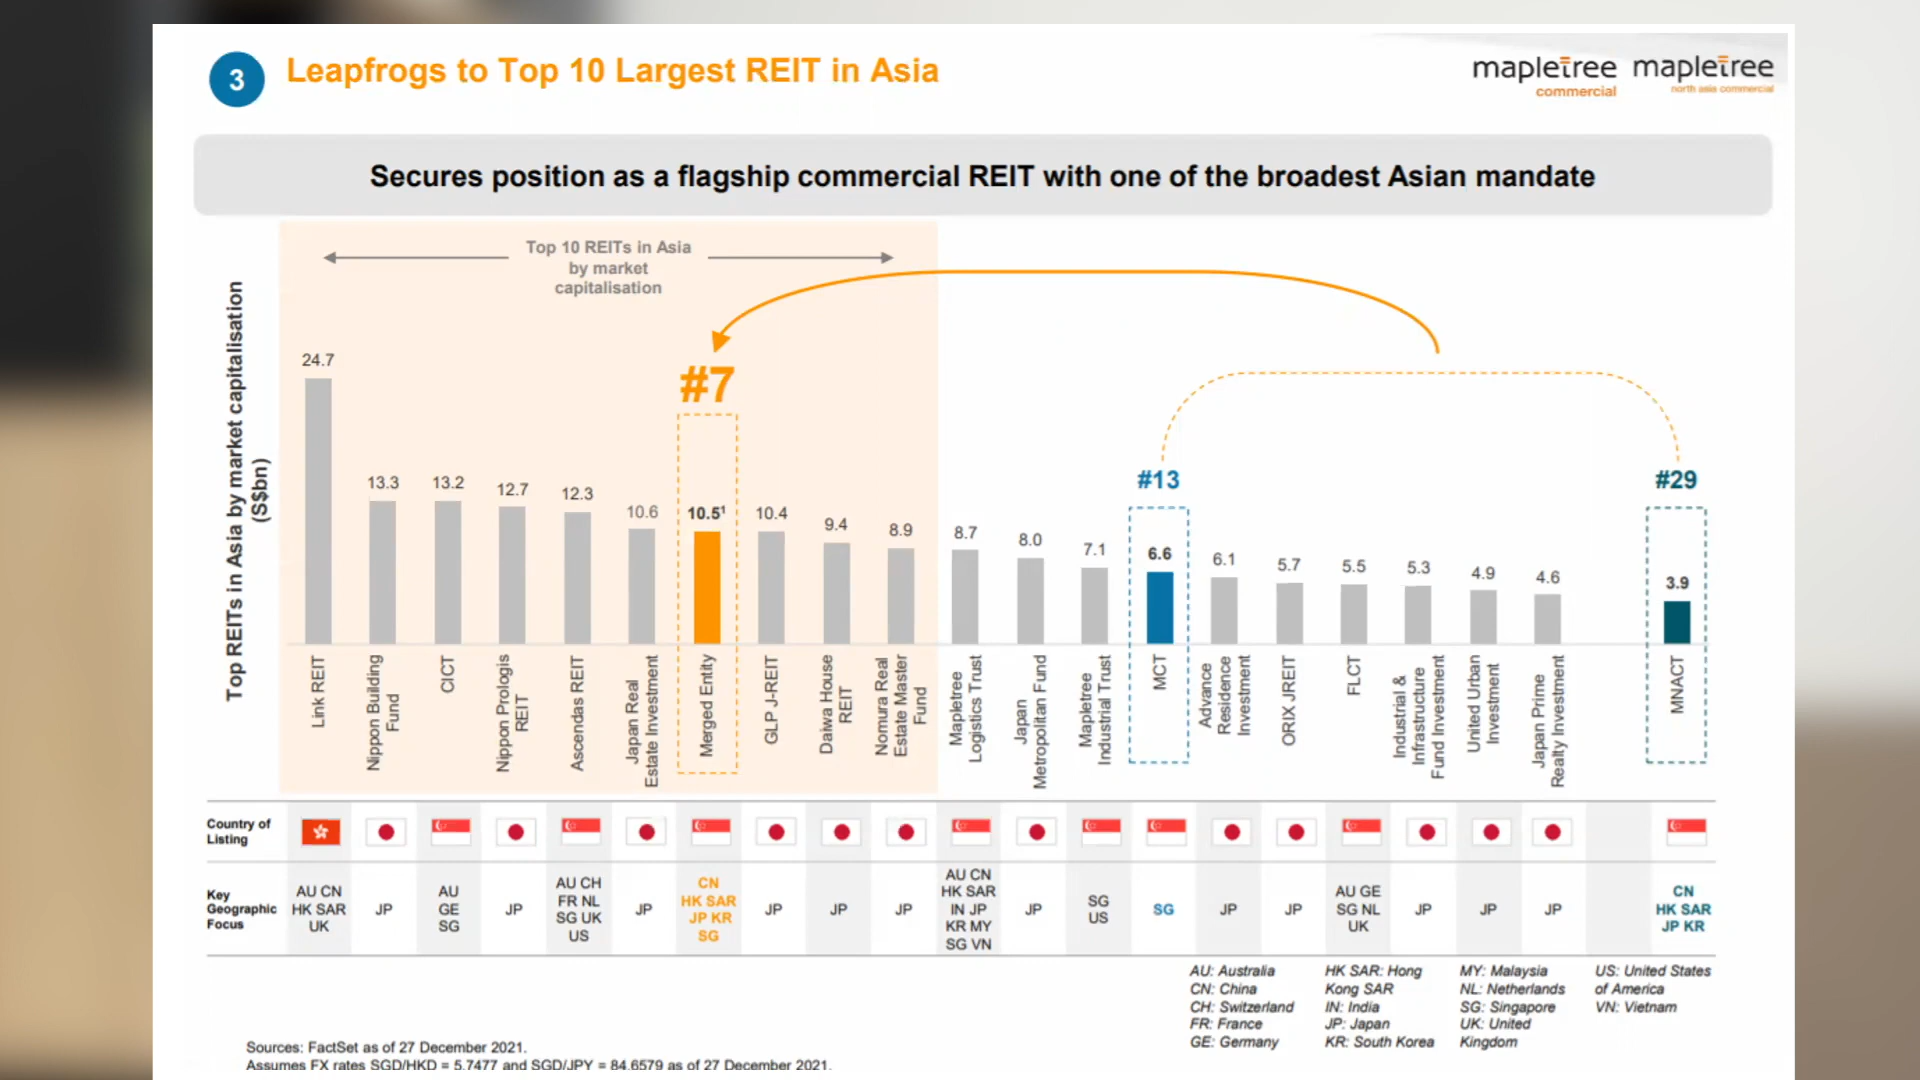 3
Leapfrogs to Top 10 Largest REIT in Asia
mapletree
commercial
mapletree
north asia commercial
Secures position as a flagship commercial REIT with one of the broadest Asian mandate
Top REITs in Asia by market capitalisation
(S$bn)
Top 10 REITs in Asia
by market
capitalisation
#7
#13
#29
24.7
13.3
13.2
12.7
12.3
10.6
10.5¹
10.4
9.4
8.9
8.7
8.0
7.1
6.6
6.1
5.7
5.5
5.3
4.9
4.6
3.9
Link REIT
Nippon Building
Fund
CICT
Nippon Prologis
REIT
Ascendas REIT
Japan Real
Estate Investment
Merged Entity
GLP J-REIT
Daiwa House
REIT
Nomura Real
Estate Master
Fund
Mapletree
Logistics Trust
Japan
Metropolitan Fund
Mapletree
Industrial Trust
MCT
Advance
Residence
Investment
ORIX JREIT
FLCT
Industrial &
Infrastructure
Fund Investment
United Urban
Investment
Japan Prime
Realty Investment
MNACT
Country of
Listing
Key
Geographic
Focus
AU CN
HK SAR
UK
JP
AU
GE
SG
JP
AU CH
FR NL
SG UK
US
JP
CN
HK SAR
JP KR
SG
JP
JP
JP
AU CN
HK SAR
IN JP
KR MY
SG VN
JP
SG
US
SG
JP
JP
AU GE
SG NL
UK
JP
JP
JP
CN
HK SAR
JP KR
AU: Australia
CN: China
CH: Switzerland
FR: France
GE: Germany
HK SAR: Hong
Kong SAR
IN: India
JP: Japan
KR: South Korea
MY: Malaysia
NL: Netherlands
SG: Singapore
UK: United
Kingdom
US: United States
of America
VN: Vietnam
Sources: FactSet as of 27 December 2021.
Assumes FX rates SGD/HKD = 5.7477 and SGD/JPY = 84.6579 as of 27 December 2021.